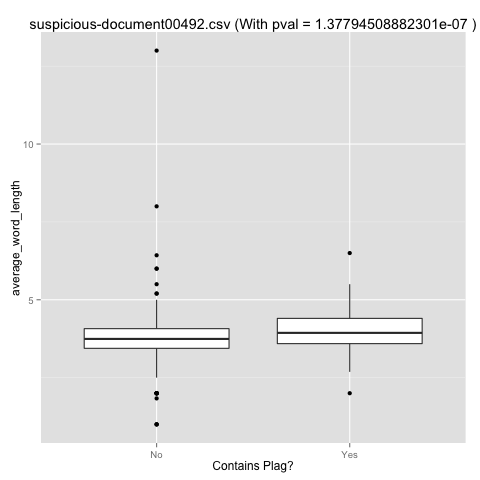 suspicious-document00492.csv (With pval = 1.37794508882301e-07 )
average_word_length
10
5
No
Yes
Contains Plag?